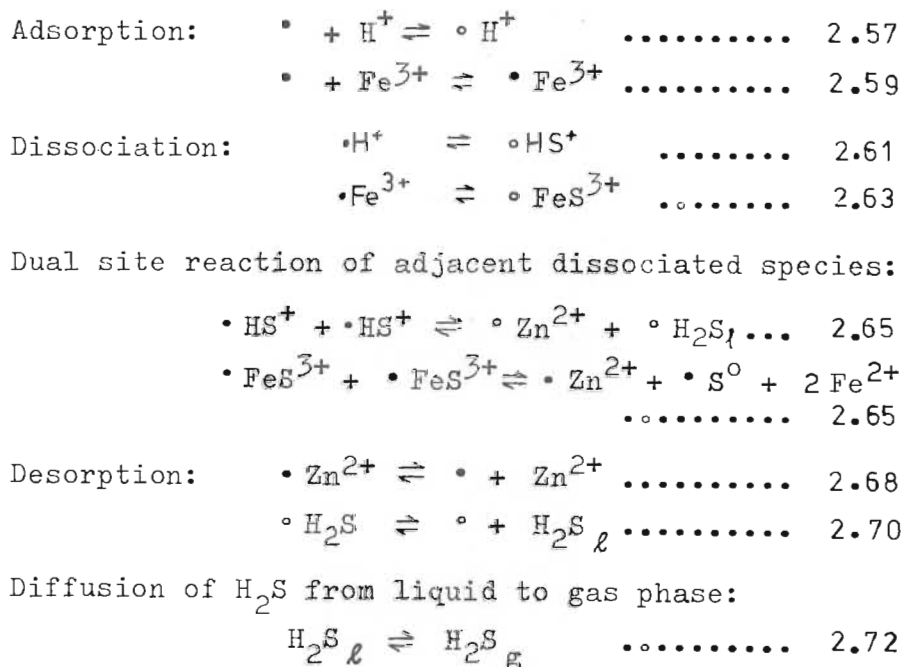 Adsorption: • + H⁺ ⇌ ∘ H⁺ .......... 2.57
• + Fe³⁺ ⇌ • Fe³⁺ .......... 2.59
Dissociation: •H⁺ ⇌ ∘HS⁺ ........ 2.61
•Fe³⁺ ⇌ ∘ FeS³⁺ ........ 2.63
Dual site reaction of adjacent dissociated species:
• HS⁺ + •HS⁺ ⇌ ∘ Zn²⁺ + ∘ H₂Sₗ ... 2.65
• FeS³⁺ + • FeS³⁺ ⇌ • Zn²⁺ + • S⁰ + 2 Fe²⁺
.......... 2.65
Desorption: • Zn²⁺ ⇌ • + Zn²⁺ .......... 2.68
∘ H₂S ⇌ ∘ + H₂S ℓ .......... 2.70
Diffusion of H₂S from liquid to gas phase:
H₂S ℓ ⇌ H₂S g .......... 2.72